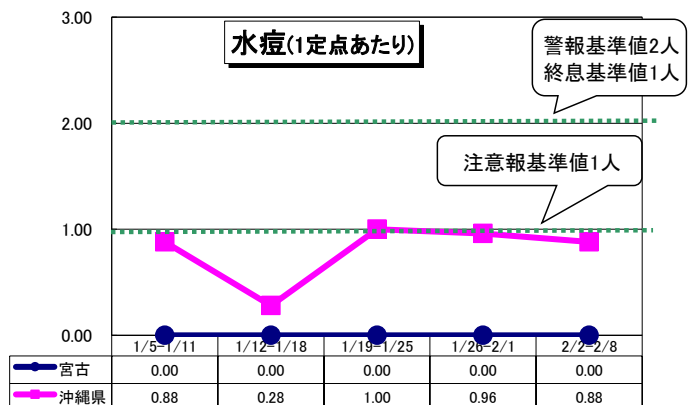 水痘(1定点あたり)
警報基準値2人
終息基準値1人
注意報基準値1人
3.00
2.00
1.00
0.00
1/5-1/11 1/12-1/18 1/19-1/25 1/26-2/1 2/2-2/8
宮古 0.00 0.00 0.00 0.00 0.00
沖縄県 0.88 0.28 1.00 0.96 0.88